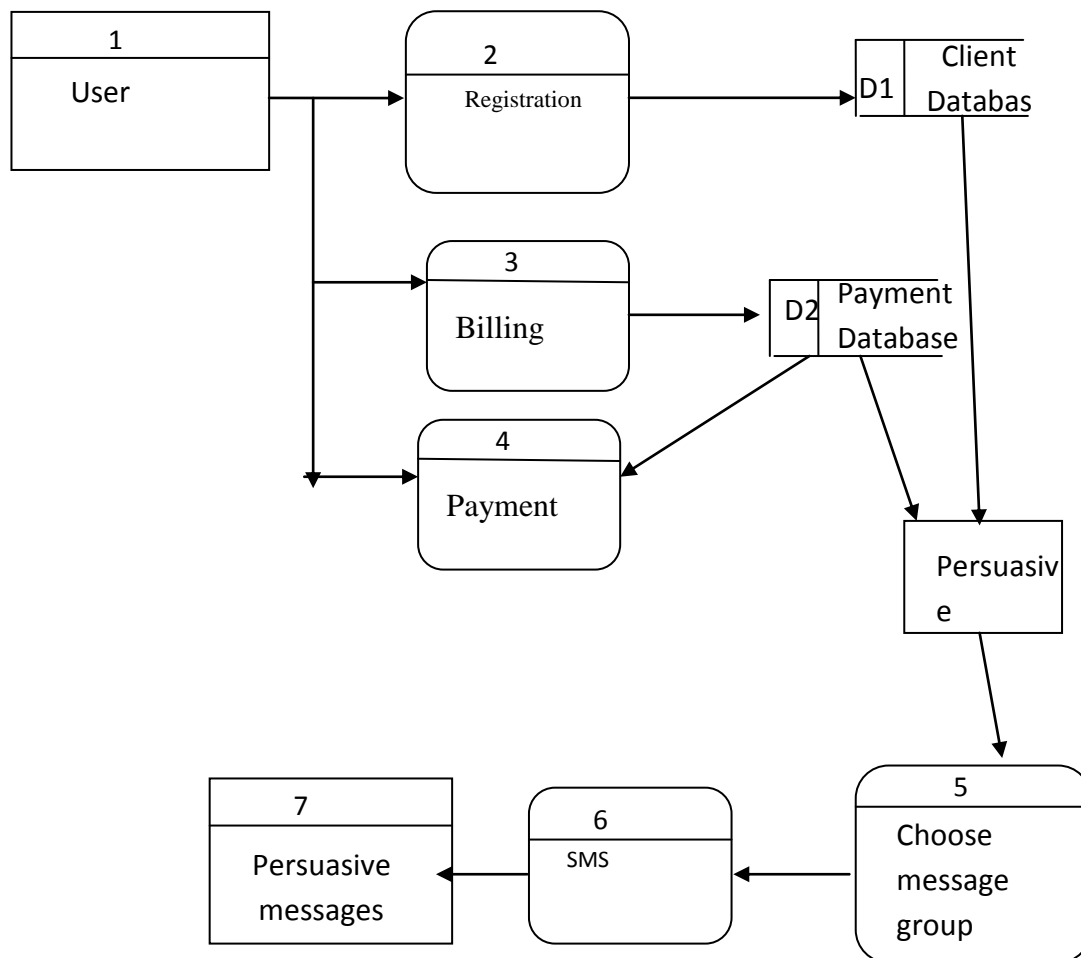 1
User
2
Registration
D1
Client
Databas
3
Billing
D2
Payment
Database
4
Payment
Persuasiv
e
5
Choose
message
group
6
SMS
7
Persuasive
messages